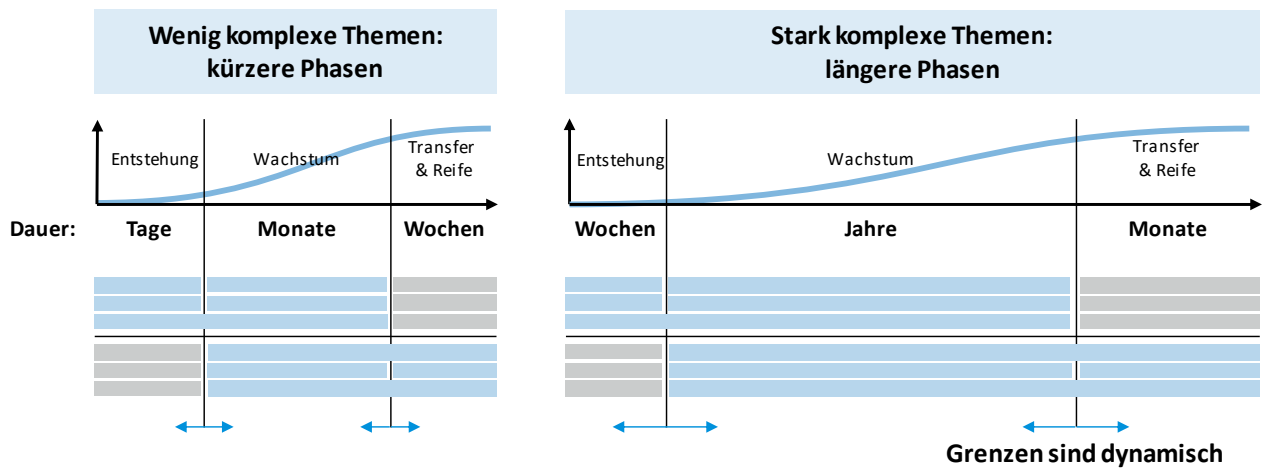 Wenig komplexe Themen:
kürzere Phasen
Stark komplexe Themen:
längere Phasen
Entstehung
Wachstum
Transfer
& Reife
Entstehung
Wachstum
Transfer
& Reife
Dauer:
Tage
Monate
Wochen
Wochen
Jahre
Monate
Grenzen sind dynamisch